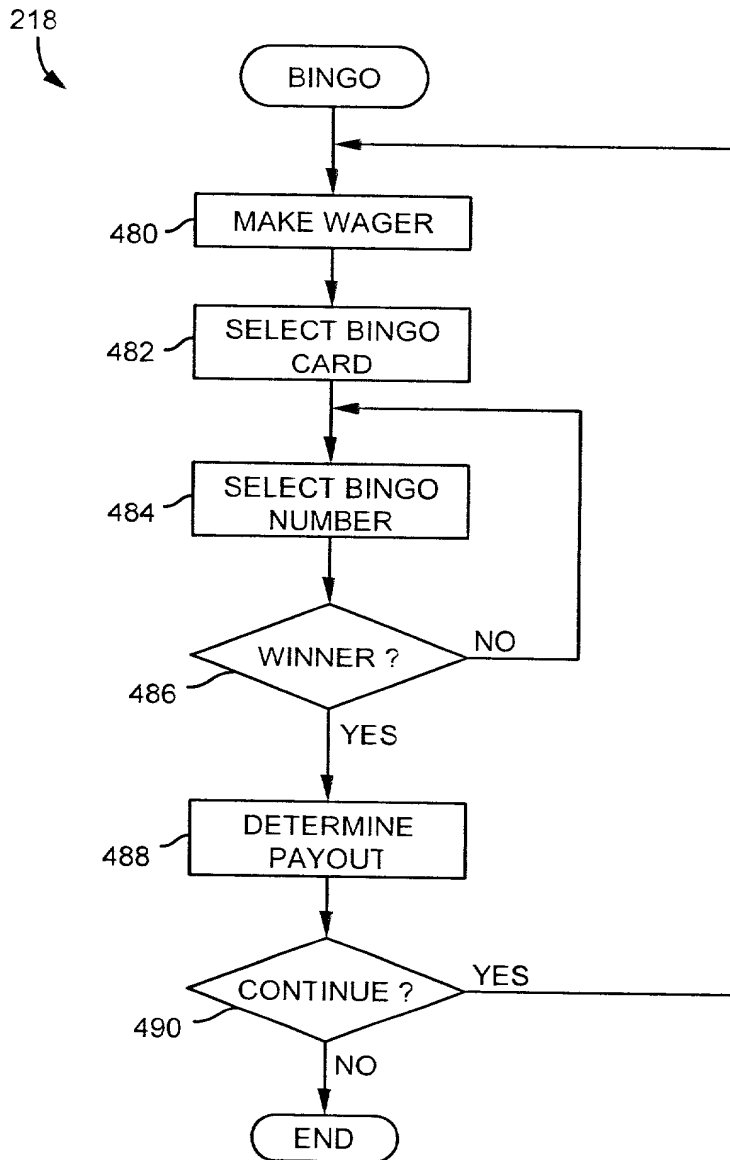 218
BINGO
480
MAKE WAGER
482
SELECT BINGO
CARD
484
SELECT BINGO
NUMBER
WINNER ?
NO
486
YES
488
DETERMINE
PAYOUT
CONTINUE ?
YES
490
NO
END